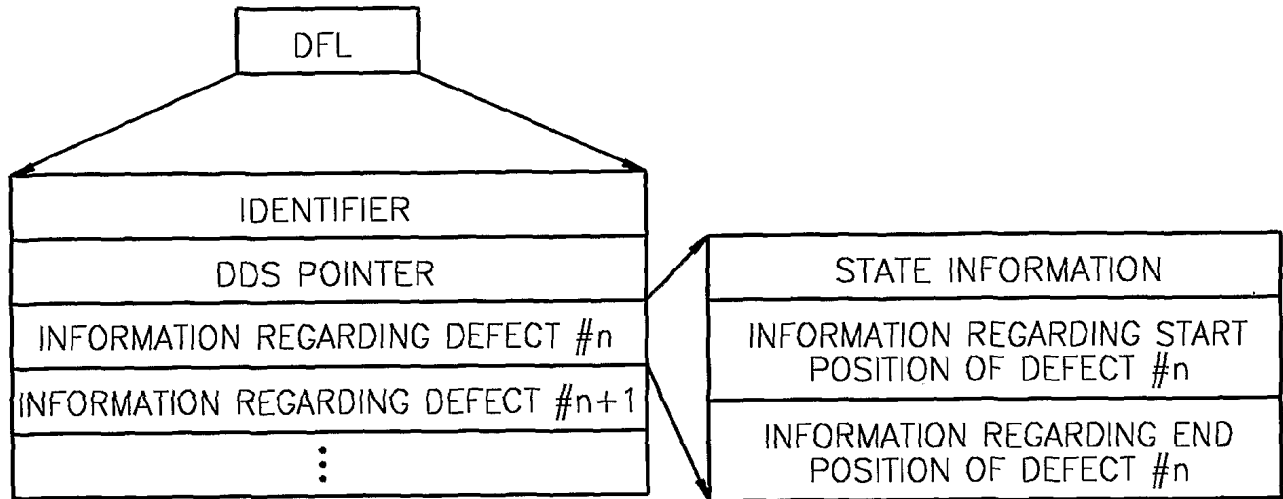 DFL
IDENTIFIER
DDS POINTER
INFORMATION REGARDING DEFECT #n
INFORMATION REGARDING DEFECT #n+1
⋮
STATE INFORMATION
INFORMATION REGARDING START
POSITION OF DEFECT #n
INFORMATION REGARDING END
POSITION OF DEFECT #n